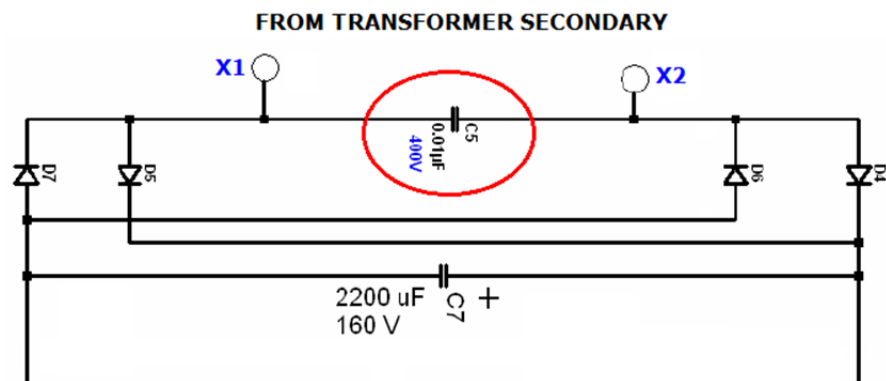 FROM TRANSFORMER SECONDARY
X1
X2
C5
0.01µF
400V
D7
D5
D6
D4
2200 uF
160 V
C7
+